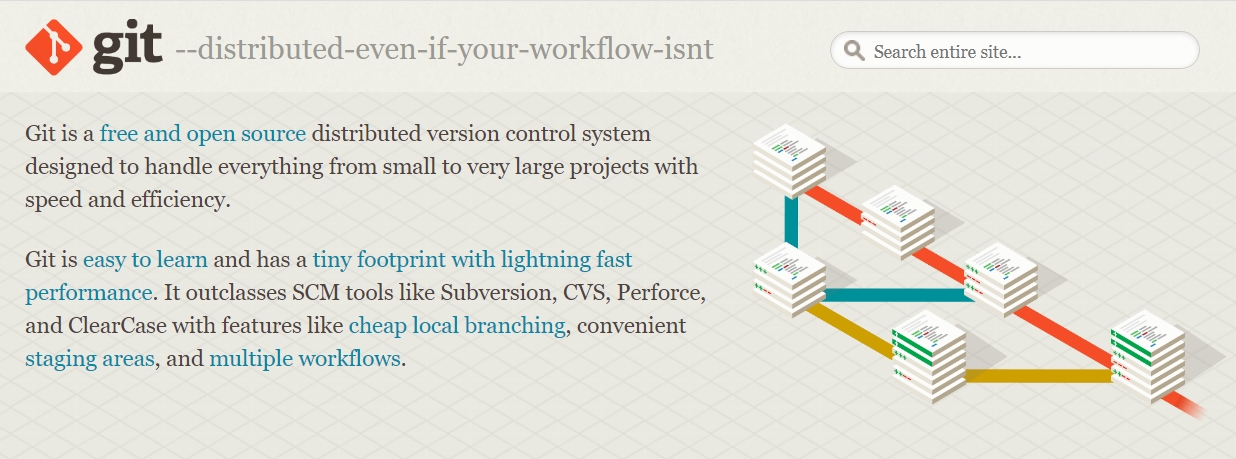 git --distributed-even-if-your-workflow-isnt
Search entire site...
Git is a free and open source distributed version control system
designed to handle everything from small to very large projects with
speed and efficiency.
Git is easy to learn and has a tiny footprint with lightning fast
performance. It outclasses SCM tools like Subversion, CVS, Perforce,
and ClearCase with features like cheap local branching, convenient
staging areas, and multiple workflows.